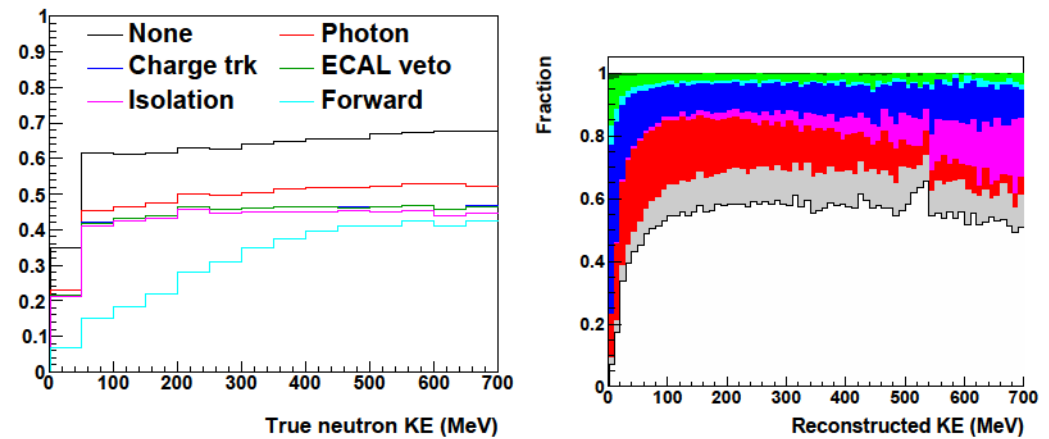 1
0.9
0.8
0.7
0.6
0.5
0.4
0.3
0.2
0.1
0
None
Photon
Charge trk
ECAL veto
Isolation
Forward
0 100 200 300 400 500 600 700
True neutron KE (MeV)
Fraction
1
0.8
0.6
0.4
0.2
0
0 100 200 300 400 500 600 700
Reconstructed KE (MeV)